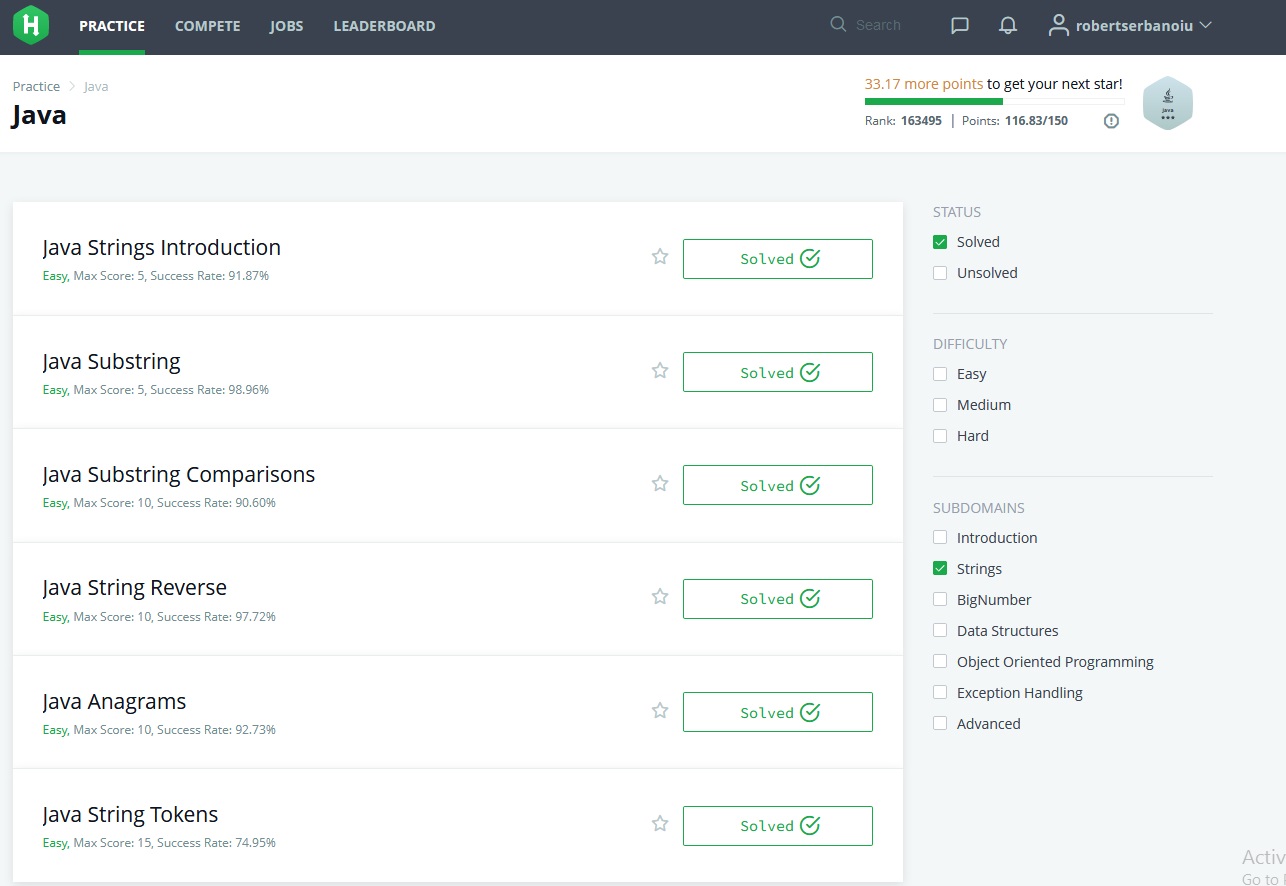 H
PRACTICE COMPETE JOBS LEADERBOARD Search robertserbanoiu
Practice Java
Java
33.17 more points to get your next star!
Rank: 163495 | Points: 116.83/150
Java
Java Strings Introduction
Easy, Max Score: 5, Success Rate: 91.87%
Solved
Java Substring
Easy, Max Score: 5, Success Rate: 98.96%
Solved
Java Substring Comparisons
Easy, Max Score: 10, Success Rate: 90.60%
Solved
Java String Reverse
Easy, Max Score: 10, Success Rate: 97.72%
Solved
Java Anagrams
Easy, Max Score: 10, Success Rate: 92.73%
Solved
Java String Tokens
Easy, Max Score: 15, Success Rate: 74.95%
Solved
STATUS
Solved
Unsolved
DIFFICULTY
Easy
Medium
Hard
SUBDOMAINS
Introduction
Strings
BigNumber
Data Structures
Object Oriented Programming
Exception Handling
Advanced
Activ
Go to